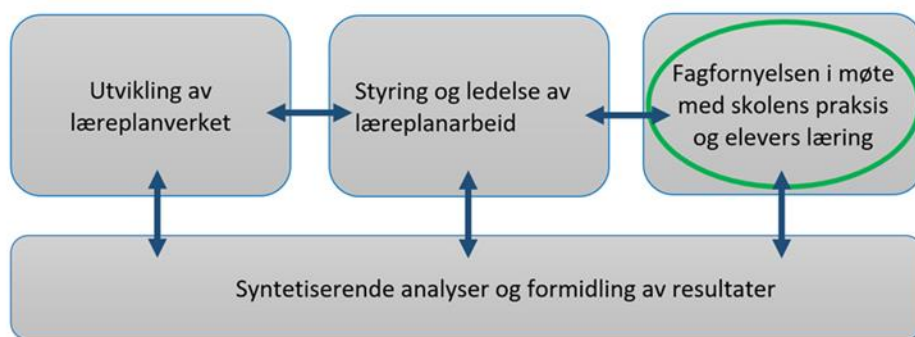 Utvikling av
læreplanverket
Styring og ledelse av
læreplanarbeid
Fagfornyelsen i møte
med skolens praksis
og elevers læring
Syntetiserende analyser og formidling av resultater